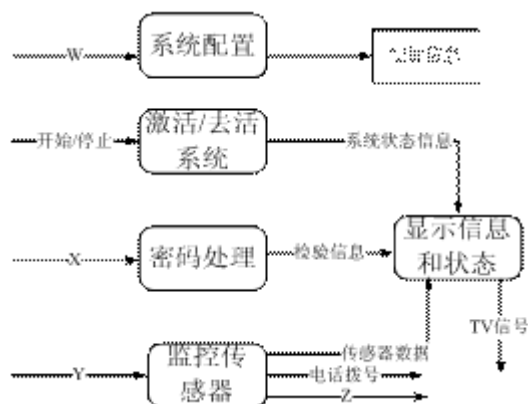 系统配置
W
开始/停止
激活/去活
系统
系统状态信息
显示信息
和状态
X
密码处理
检验信息
TV信号
传感器数据
Y
监控传
感器
电话拨号
Z